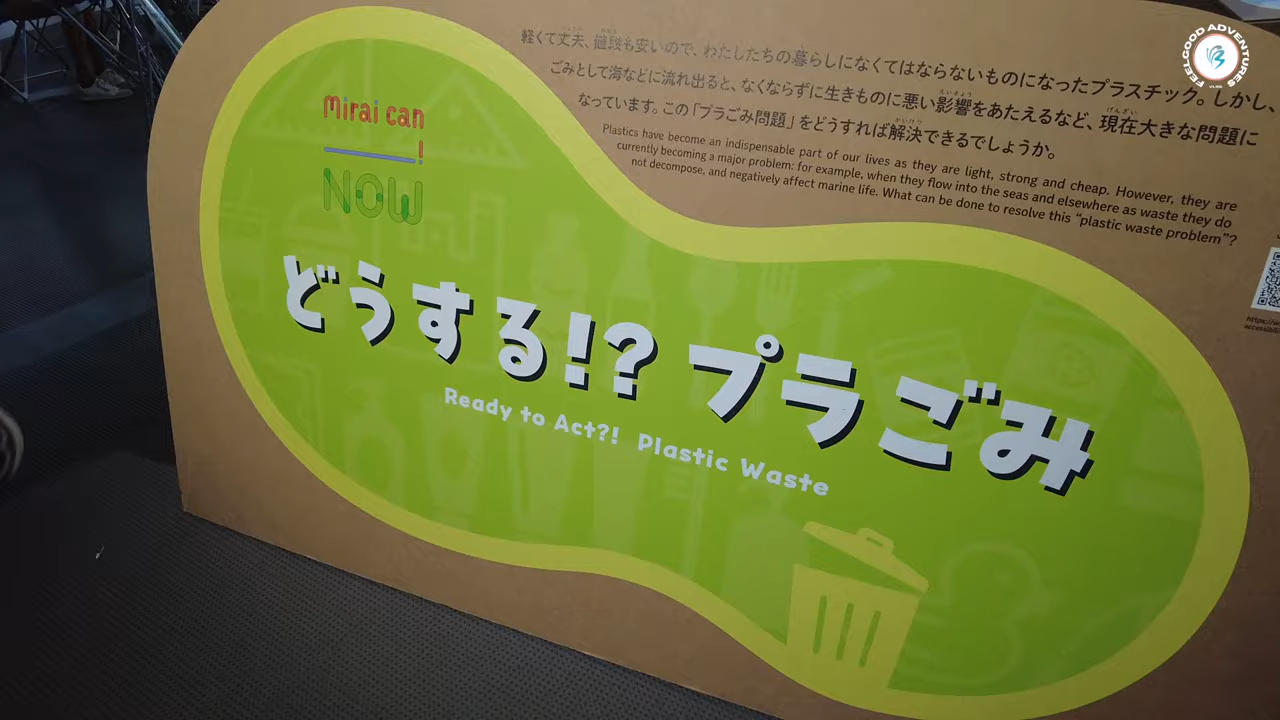 軽くて丈夫、値段も安いので、わたしたちの暮らしになくてはならないものになったプラスチック。しかし、
ごみとして海などに流れ出ると、なくならずに生きものに悪い影響をあたえるなど、現在大きな問題に
なっています。この「プラごみ問題」をどうすれば解決できるでしょうか。
Plastics have become an indispensable part of our lives as they are light, strong and cheap. However, they are
currently becoming a major problem: for example, when they flow into the seas and elsewhere as waste they do
not decompose, and negatively affect marine life. What can be done to resolve this "plastic waste problem"?
Mirai can
!
NOW
どうする!? プラごみ
Ready to Act?! Plastic Waste
FEELGOOD ADVENTURES